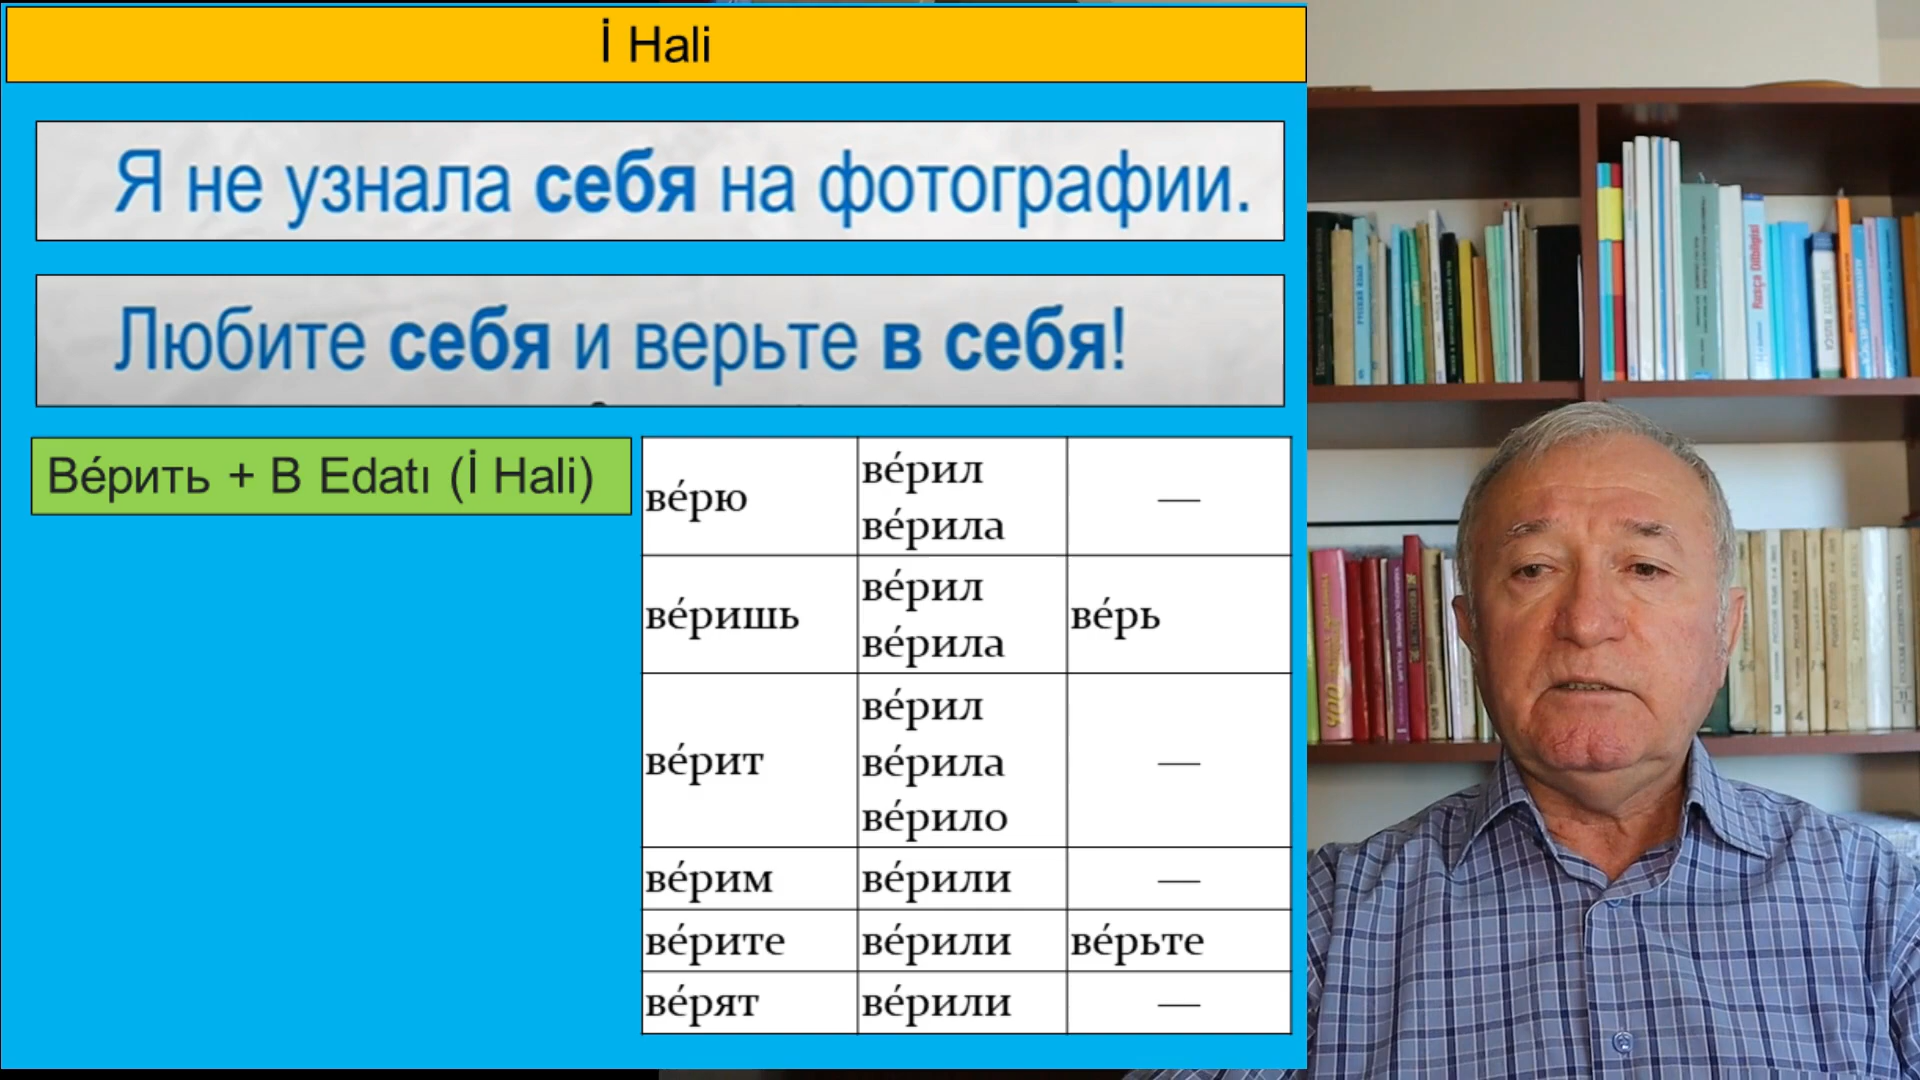 İ Hali
Я не узнала себя на фотографии.
Любите себя и верьте в себя!
Ве́рить + В Edatı (İ Hali)
ве́рю
ве́рил
ве́рила
—
ве́ришь
ве́рил
ве́рила
ве́рь
ве́рит
ве́рил
ве́рила
ве́рило
—
ве́рим
ве́рили
—
ве́рите
ве́рили
ве́рьте
ве́рят
ве́рили
—
Rusça Dilbilgisi